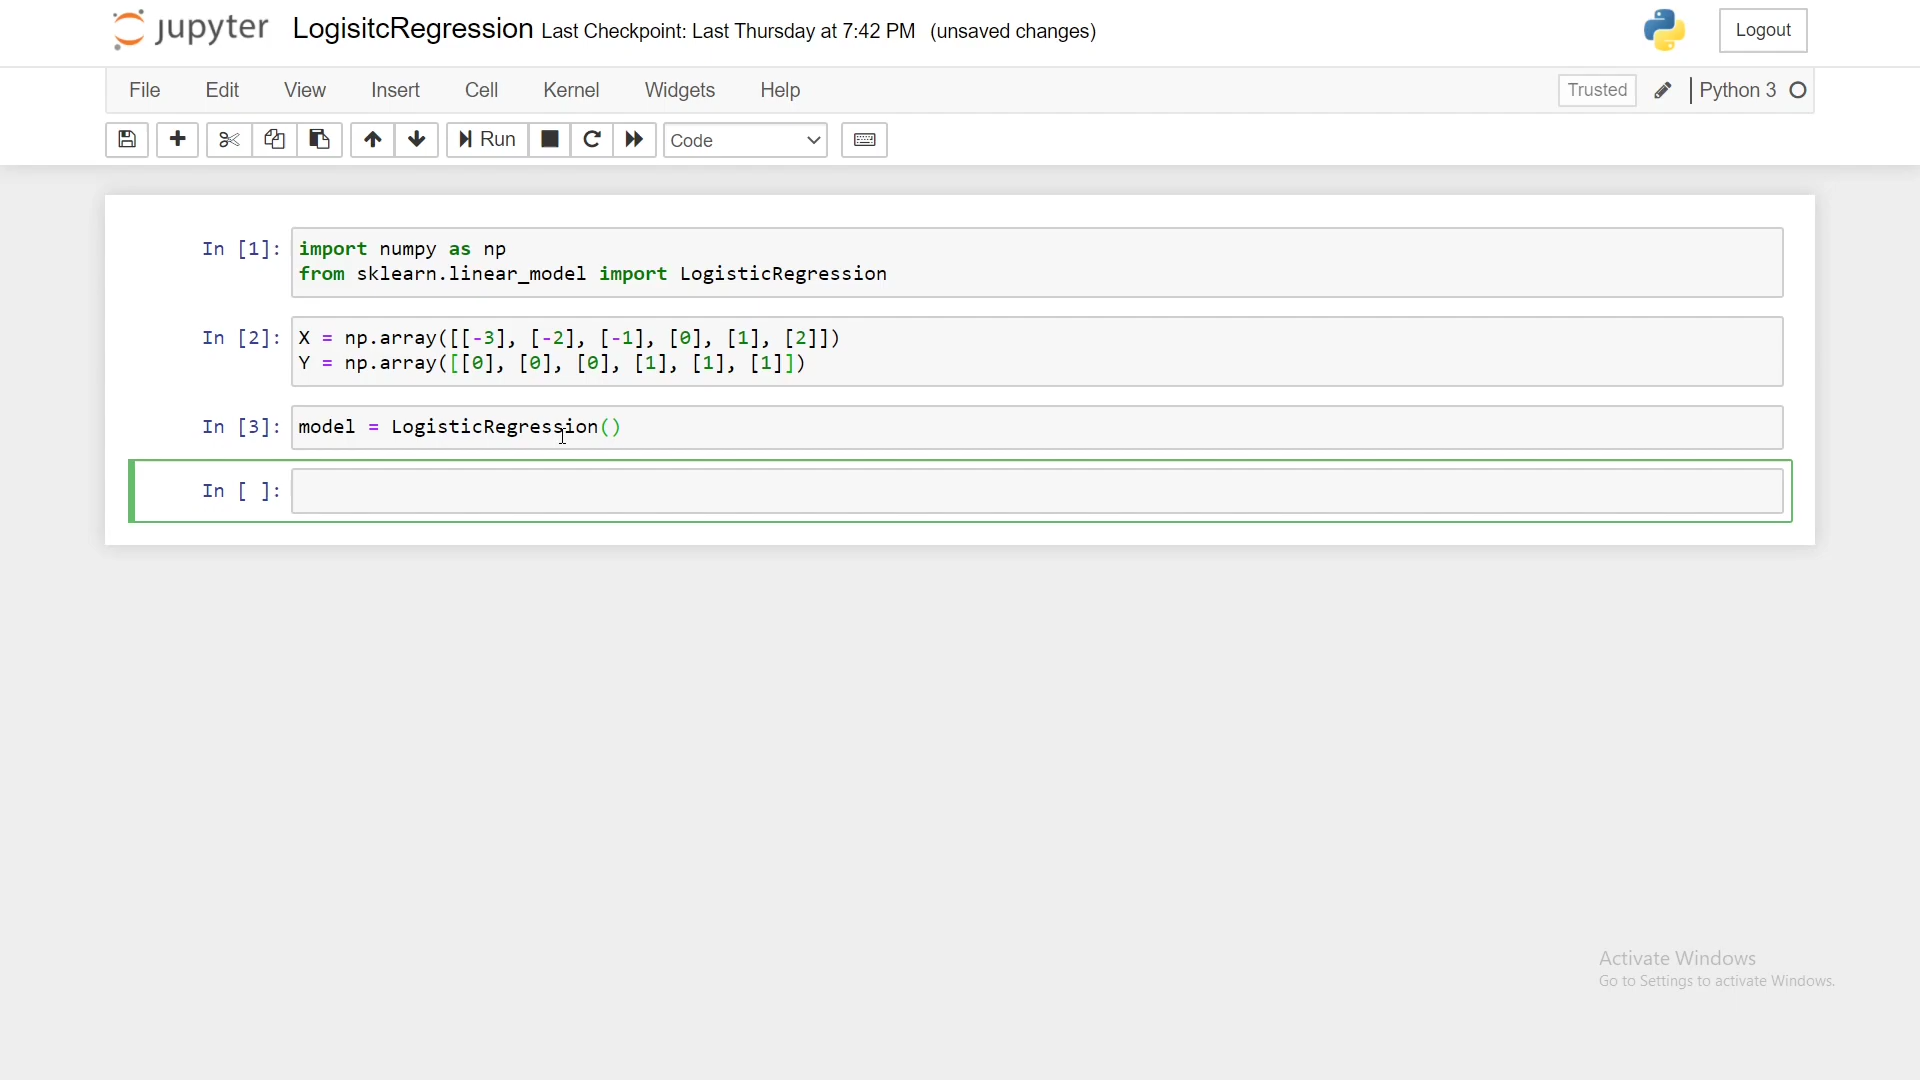 jupyter LogisitcRegression Last Checkpoint: Last Thursday at 7:42 PM (unsaved changes)
Logout
File Edit View Insert Cell Kernel Widgets Help
Trusted
Python 3
Run
Code
In [1]: import numpy as np
from sklearn.linear_model import LogisticRegression
In [2]: X = np.array([[-3], [-2], [-1], [0], [1], [2]])
Y = np.array([[0], [0], [0], [1], [1], [1]])
In [3]: model = LogisticRegression()
In [ ]:
Activate Windows
Go to Settings to activate Windows.